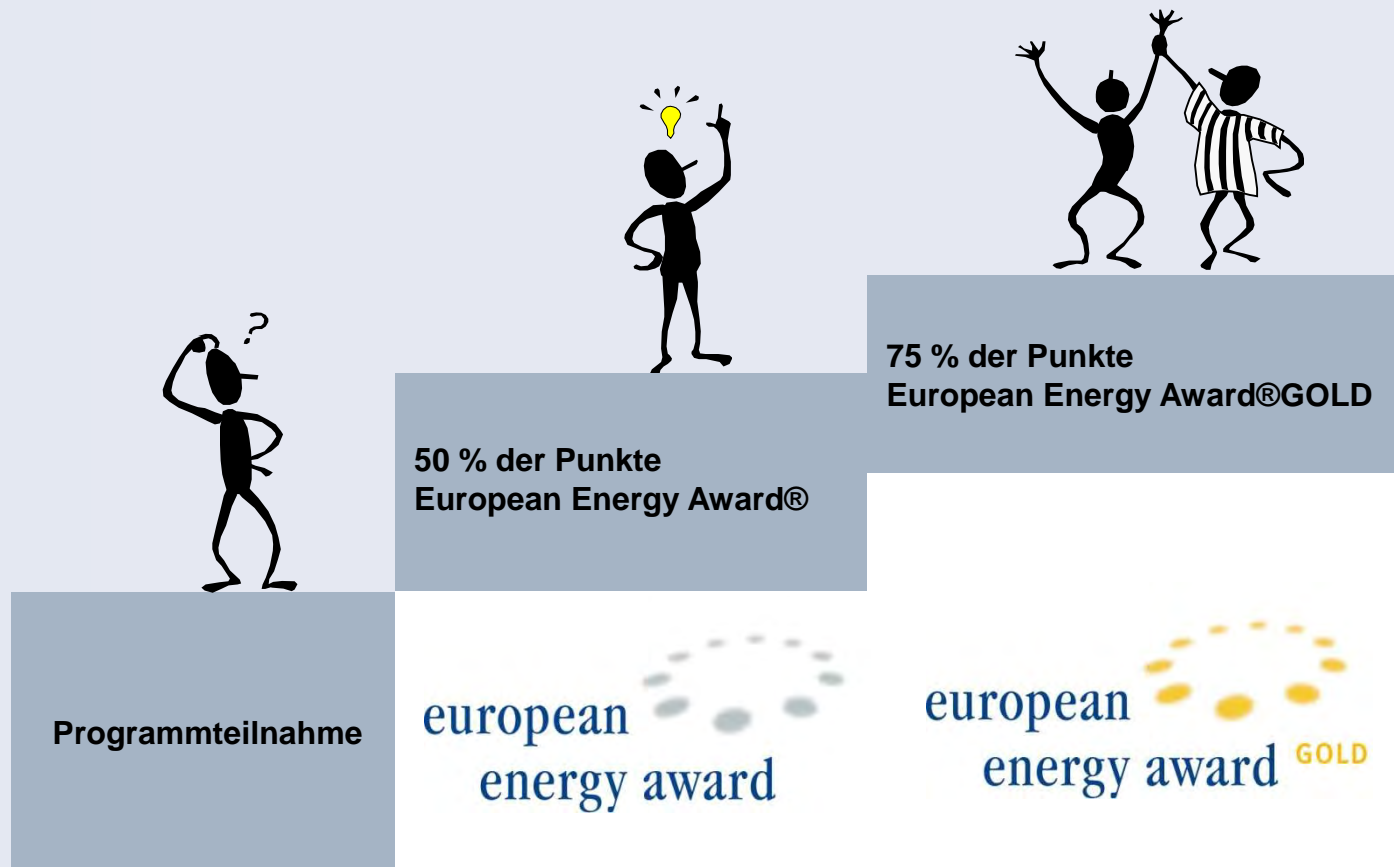 ?
75 % der Punkte
European Energy Award®GOLD
50 % der Punkte
European Energy Award®
Programmteilnahme
european
energy award
european
energy award GOLD